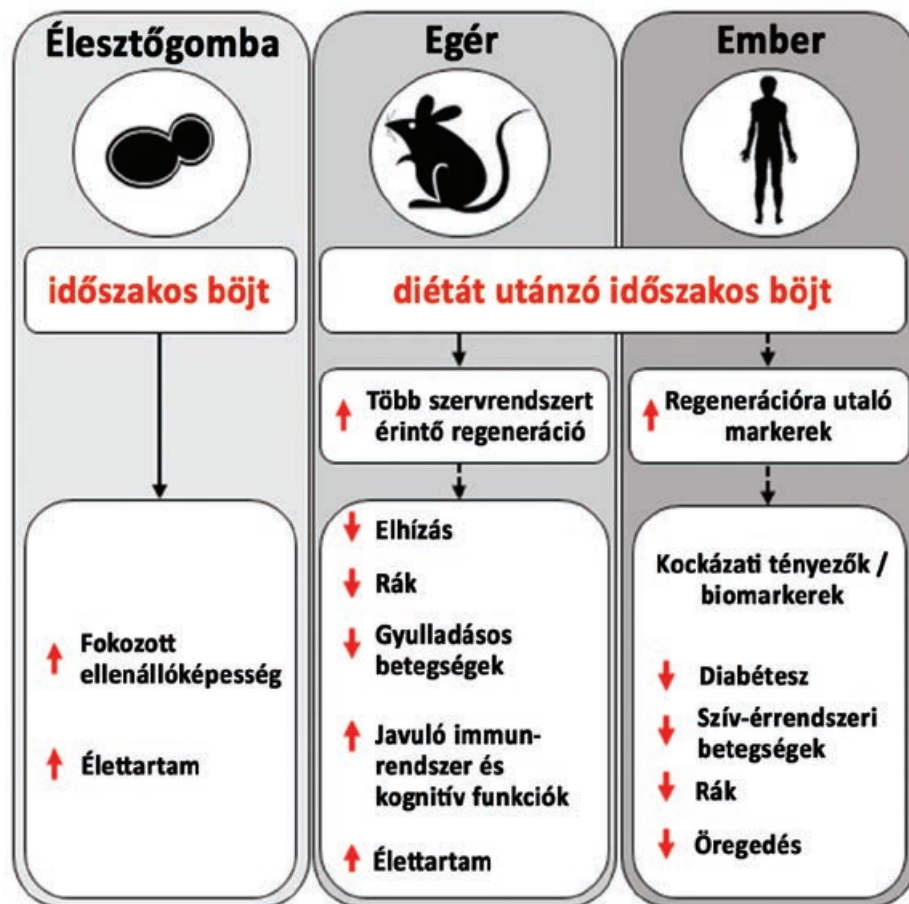 Élesztőgomba
Egér
Ember
időszakos böjt
diétát utánzó időszakos böjt
Több szervrendszert
érintő regeneráció
Regenerációra utaló
markerek
Fokozott
ellenállóképesség
Élettartam
Elhízás
Rák
Gyulladásos
betegségek
Javuló immun-
rendszer és
kognitív funkciók
Élettartam
Kockázati tényezők /
biomarkerek
Diabétesz
Szív-érrendszeri
betegségek
Rák
Öregedés